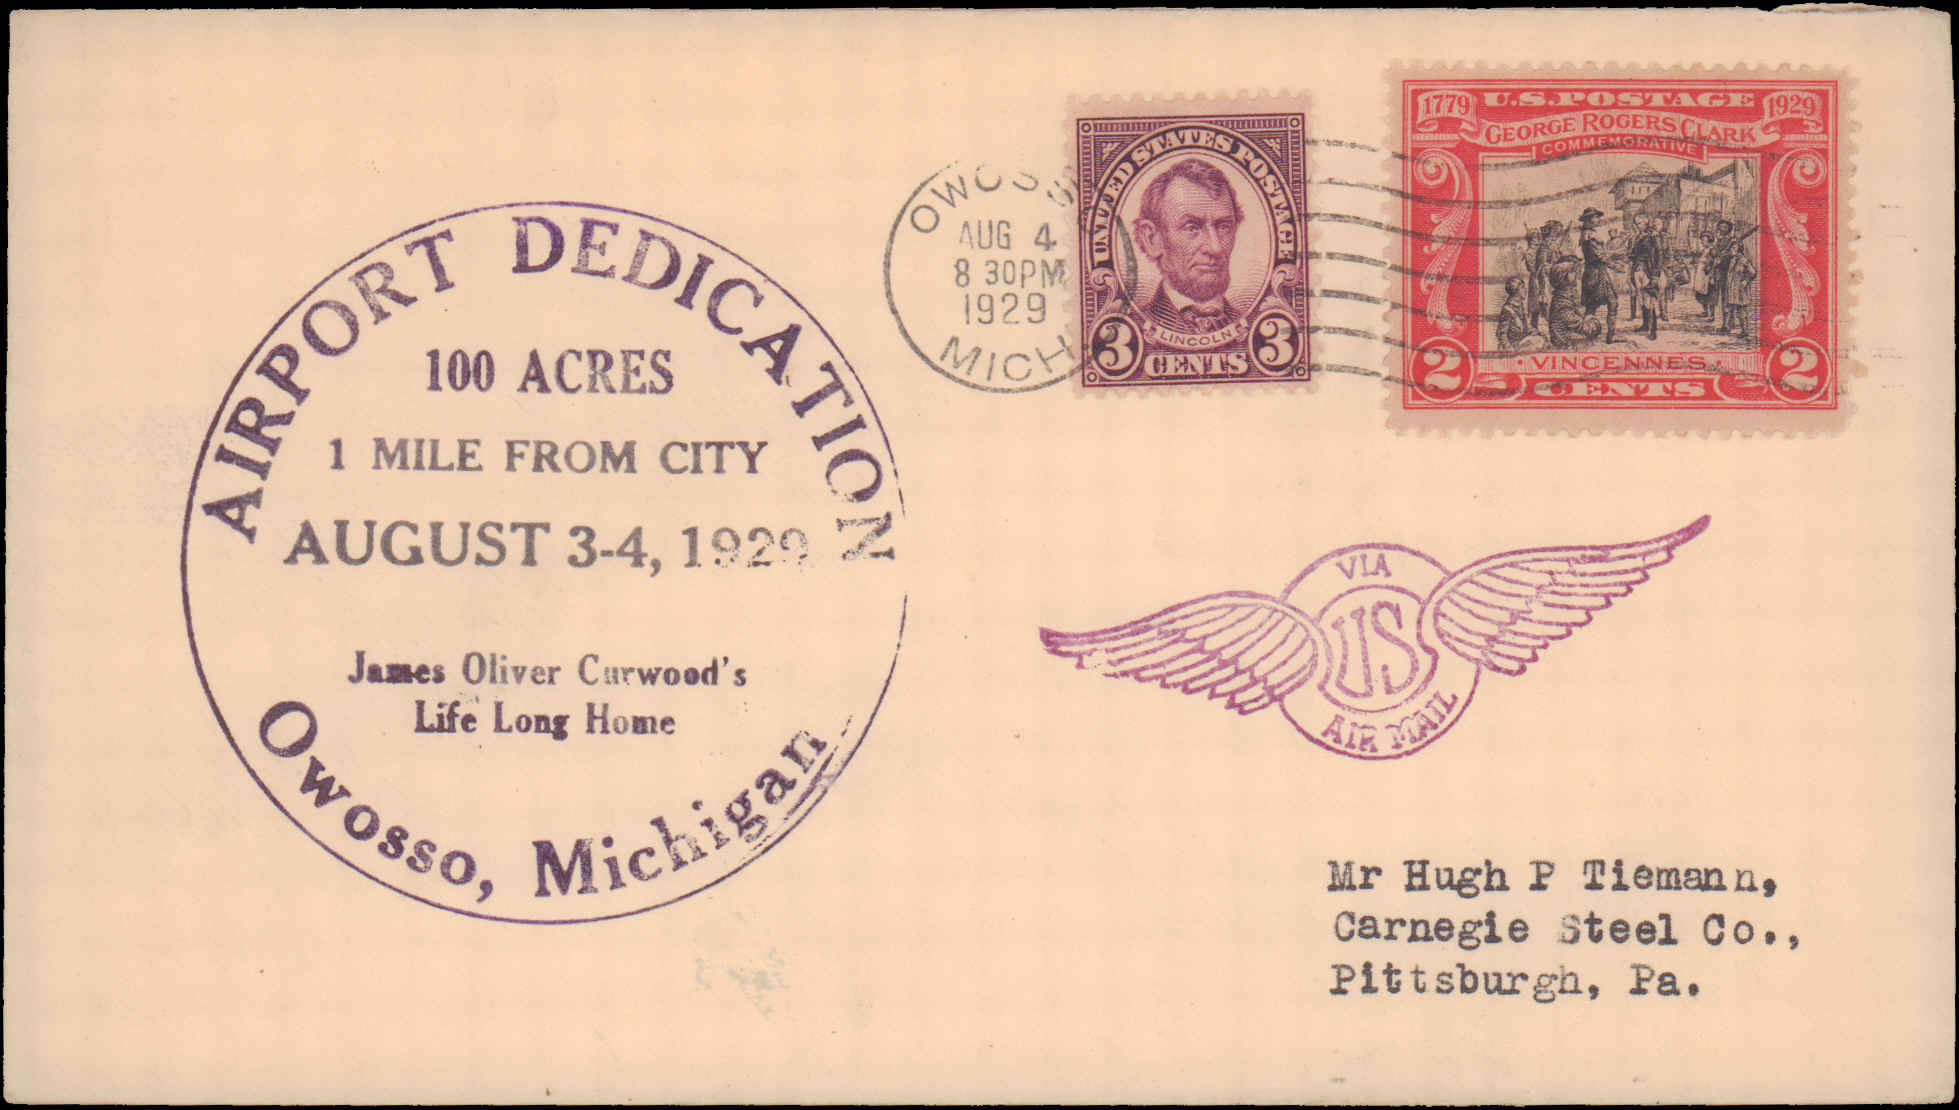 AIRPORT DEDICATION
100 ACRES
1 MILE FROM CITY
AUGUST 3-4, 1929
James Oliver Curwood's
Life Long Home
Owosso, Michigan
OWOSSO
AUG 4
8 30PM
1929
MICH
UNITED STATES POSTAGE
LINCOLN
3 CENTS 3
1779 U.S. POSTAGE 1929
GEORGE ROGERS CLARK
COMMEMORATIVE
· VINCENNES ·
2 CENTS 2
VIA
US
AIR MAIL
Mr Hugh P Tiemann,
Carnegie Steel Co.,
Pittsburgh, Pa.